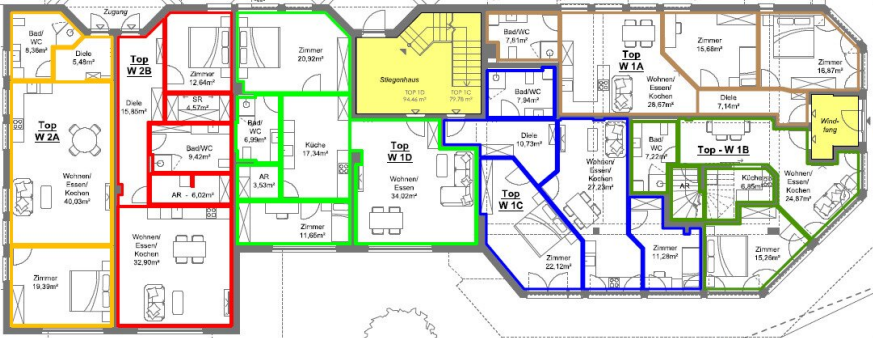 Zugang
Bad/
WC
8,36m²
Diele
5,48m²
Top
W 2A
Wohnen/
Essen/
Kochen
40,03m²
Zimmer
19,39m²
Top
W 2B
Zimmer
12,64m²
SR
4,57m²
Diele
15,85m²
Bad/WC
9,42m²
AR - 6,02m²
Wohnen/
Essen/
Kochen
32,90m²
Zimmer
20,92m²
Bad/
WC
6,99m²
Küche
17,34m²
AR
3,53m²
Zimmer
11,65m²
Top
W 1D
Wohnen/
Essen
34,02m²
Stiegenhaus
TOP 1D
94.46 m²
TOP 1C
79.78 m²
Bad/WC
7,94m²
Diele
10,73m²
Top
W 1C
Zimmer
22,12m²
Wohnen/
Essen/
Kochen
27,23m²
Zimmer
11,28m²
Bad/WC
7,81m²
Top
W 1A
Wohnen/
Essen/
Kochen
28,67m²
Zimmer
15,68m²
Zimmer
16,87m²
Diele
7,14m²
Wind-
fang
Bad/
WC
7,22m²
Top - W 1B
AR
Küche
6,85m²
Wohnen/
Essen/
Kochen
24,87m²
Zimmer
15,26m²